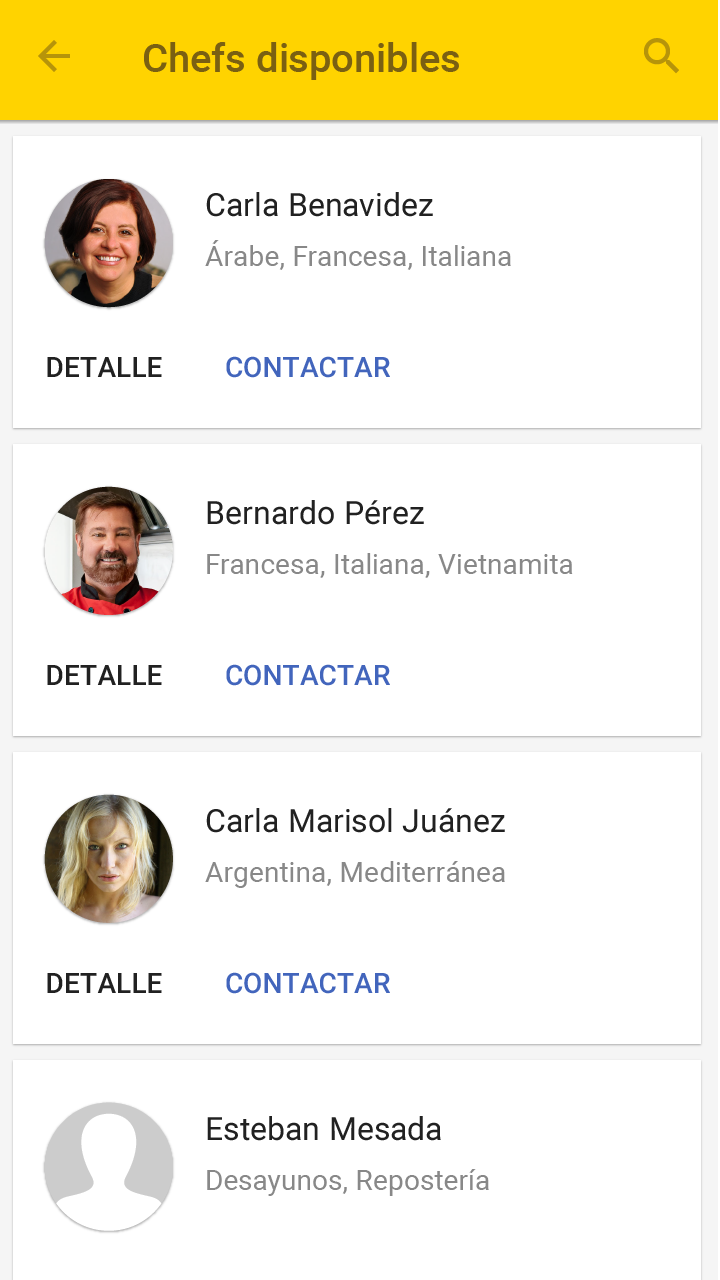 Chefs disponibles
Carla Benavidez
Árabe, Francesa, Italiana
DETALLE CONTACTAR
Bernardo Pérez
Francesa, Italiana, Vietnamita
DETALLE CONTACTAR
Carla Marisol Juánez
Argentina, Mediterránea
DETALLE CONTACTAR
Esteban Mesada
Desayunos, Repostería